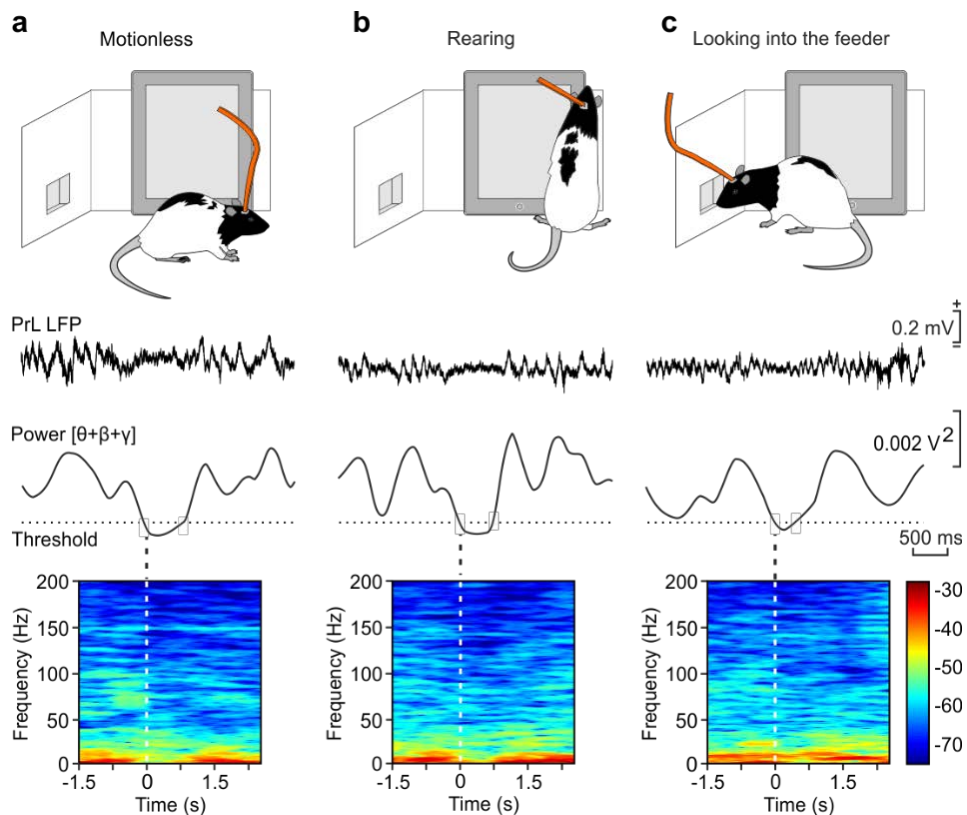 a
Motionless
b
Rearing
c
Looking into the feeder
PrL LFP
+
0.2 mV
-
Power [θ+β+γ]
0.002 V²
Threshold
500 ms
Frequency (Hz)
200
150
100
50
0
-1.5
0
1.5
Time (s)
Frequency (Hz)
200
150
100
50
0
-1.5
0
1.5
Time (s)
Frequency (Hz)
200
150
100
50
0
-1.5
0
1.5
Time (s)
-30
-40
-50
-60
-70